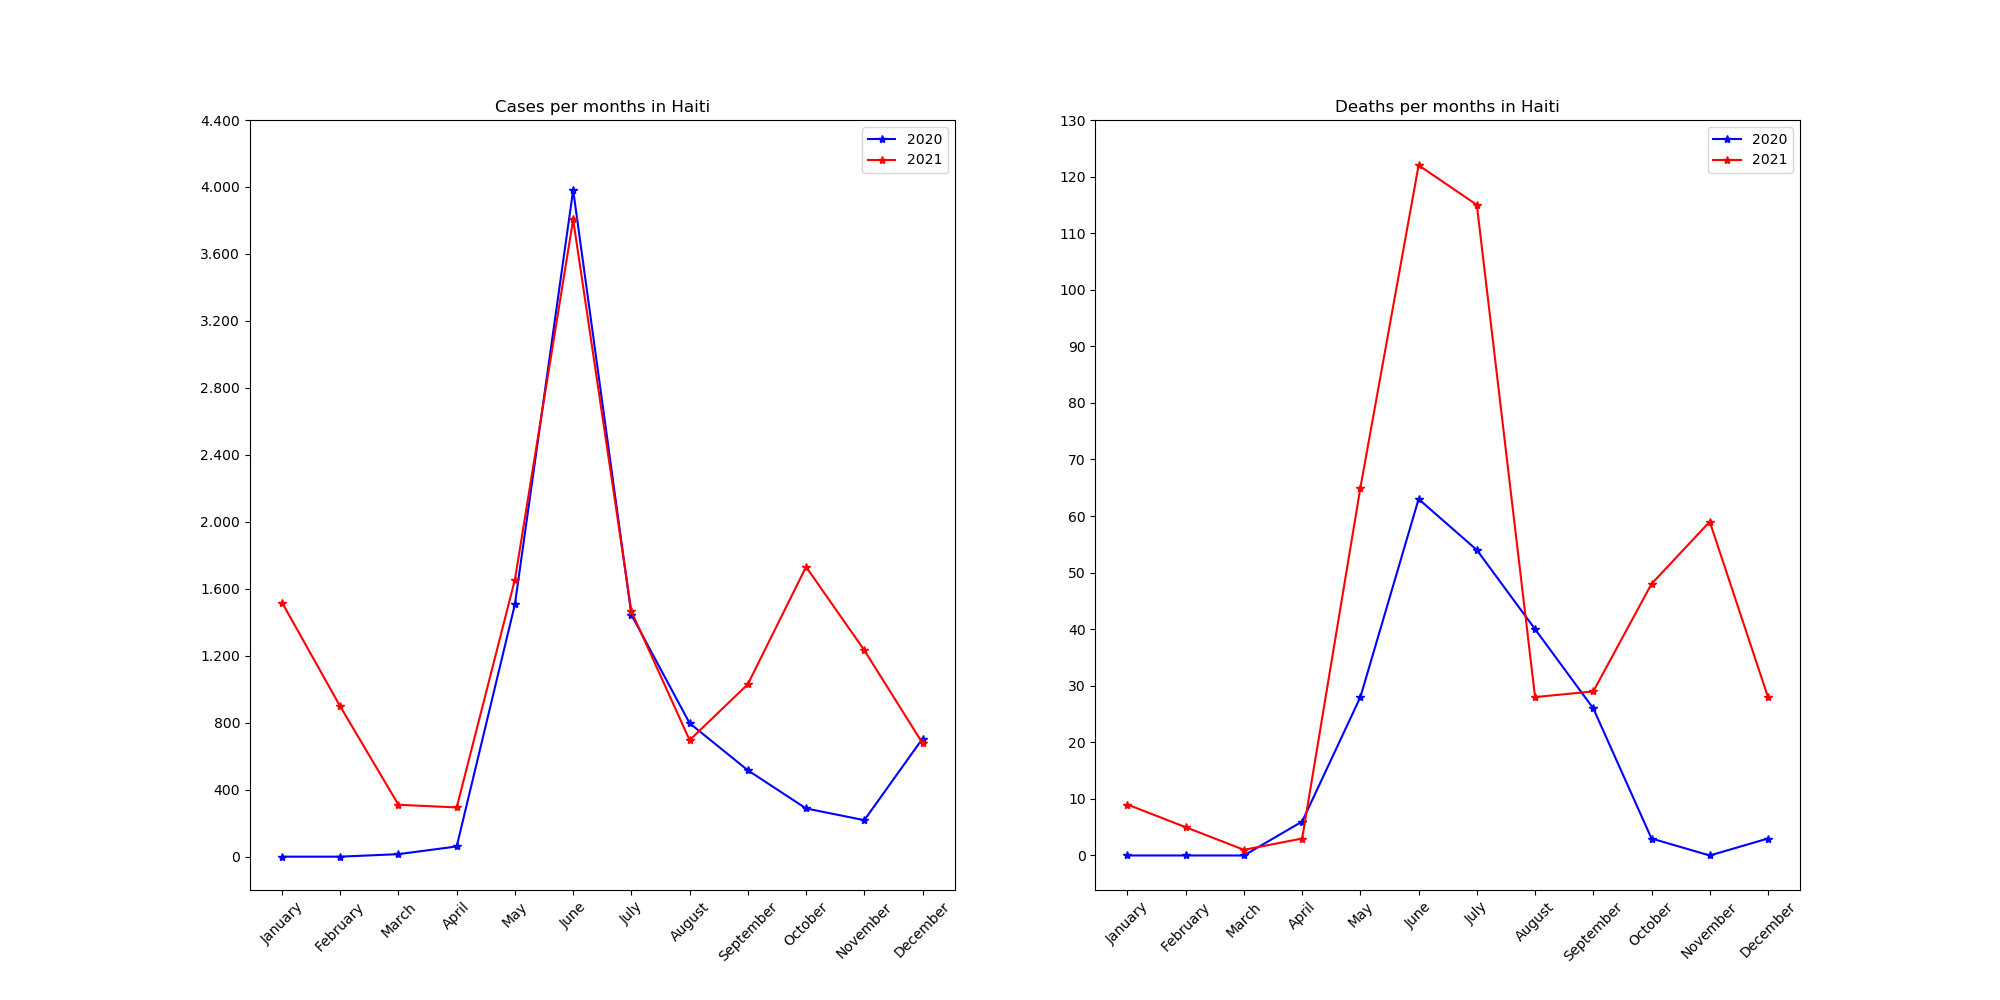 Cases per months in Haiti
4.400
4.000
3.600
3.200
2.800
2.400
2.000
1.600
1.200
800
400
0
2020
2021
January
February
March
April
May
June
July
August
September
October
November
December
Deaths per months in Haiti
130
120
110
100
90
80
70
60
50
40
30
20
10
0
2020
2021
January
February
March
April
May
June
July
August
September
October
November
December